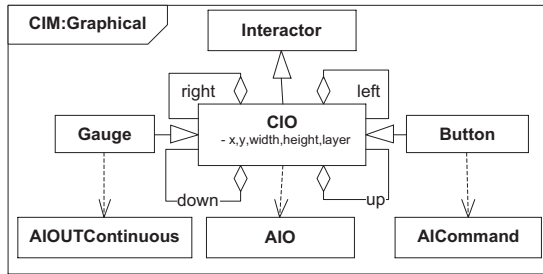 CIM:Graphical
Interactor
right
left
CIO
- x,y,width,height,layer
Gauge
Button
down
up
AIOUTContinuous
AIO
AICommand